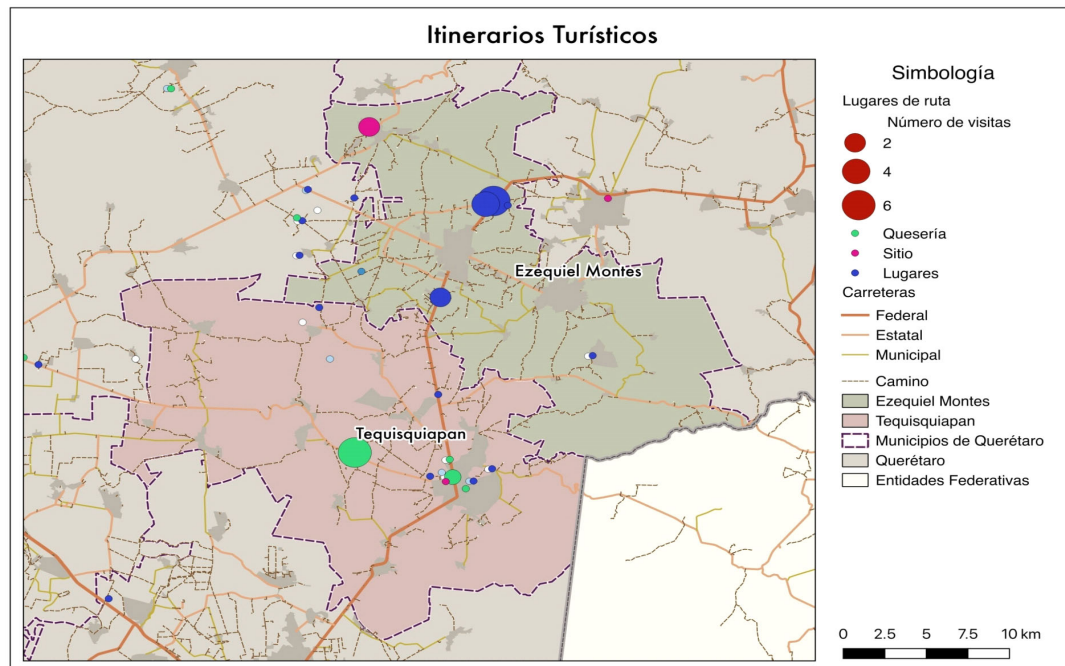 Itinerarios Turísticos
Ezequiel Montes
Tequisquiapan
Simbología
Lugares de ruta
Número de visitas
2
4
6
Quesería
Sitio
Lugares
Carreteras
Federal
Estatal
Municipal
Camino
Ezequiel Montes
Tequisquiapan
Municipios de Querétaro
Querétaro
Entidades Federativas
0 2.5 5 7.5 10 km